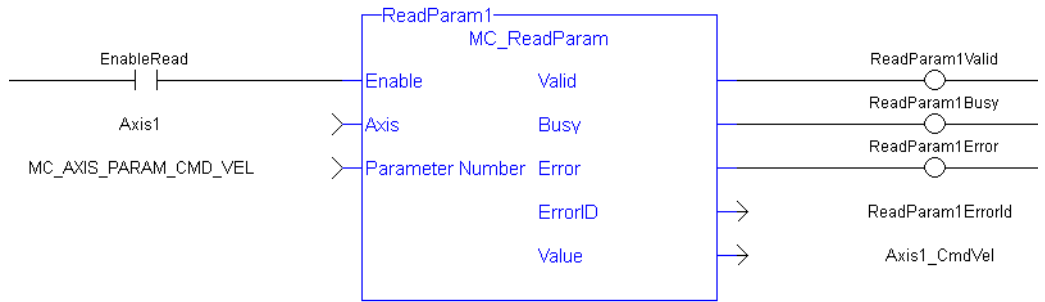 ReadParam1
MC_ReadParam
EnableRead
ReadParam1Valid
Enable Valid
ReadParam1Busy
Axis1 Axis Busy
ReadParam1Error
MC_AXIS_PARAM_CMD_VEL Parameter Number Error
ErrorID ReadParam1ErrorId
Value Axis1_CmdVel